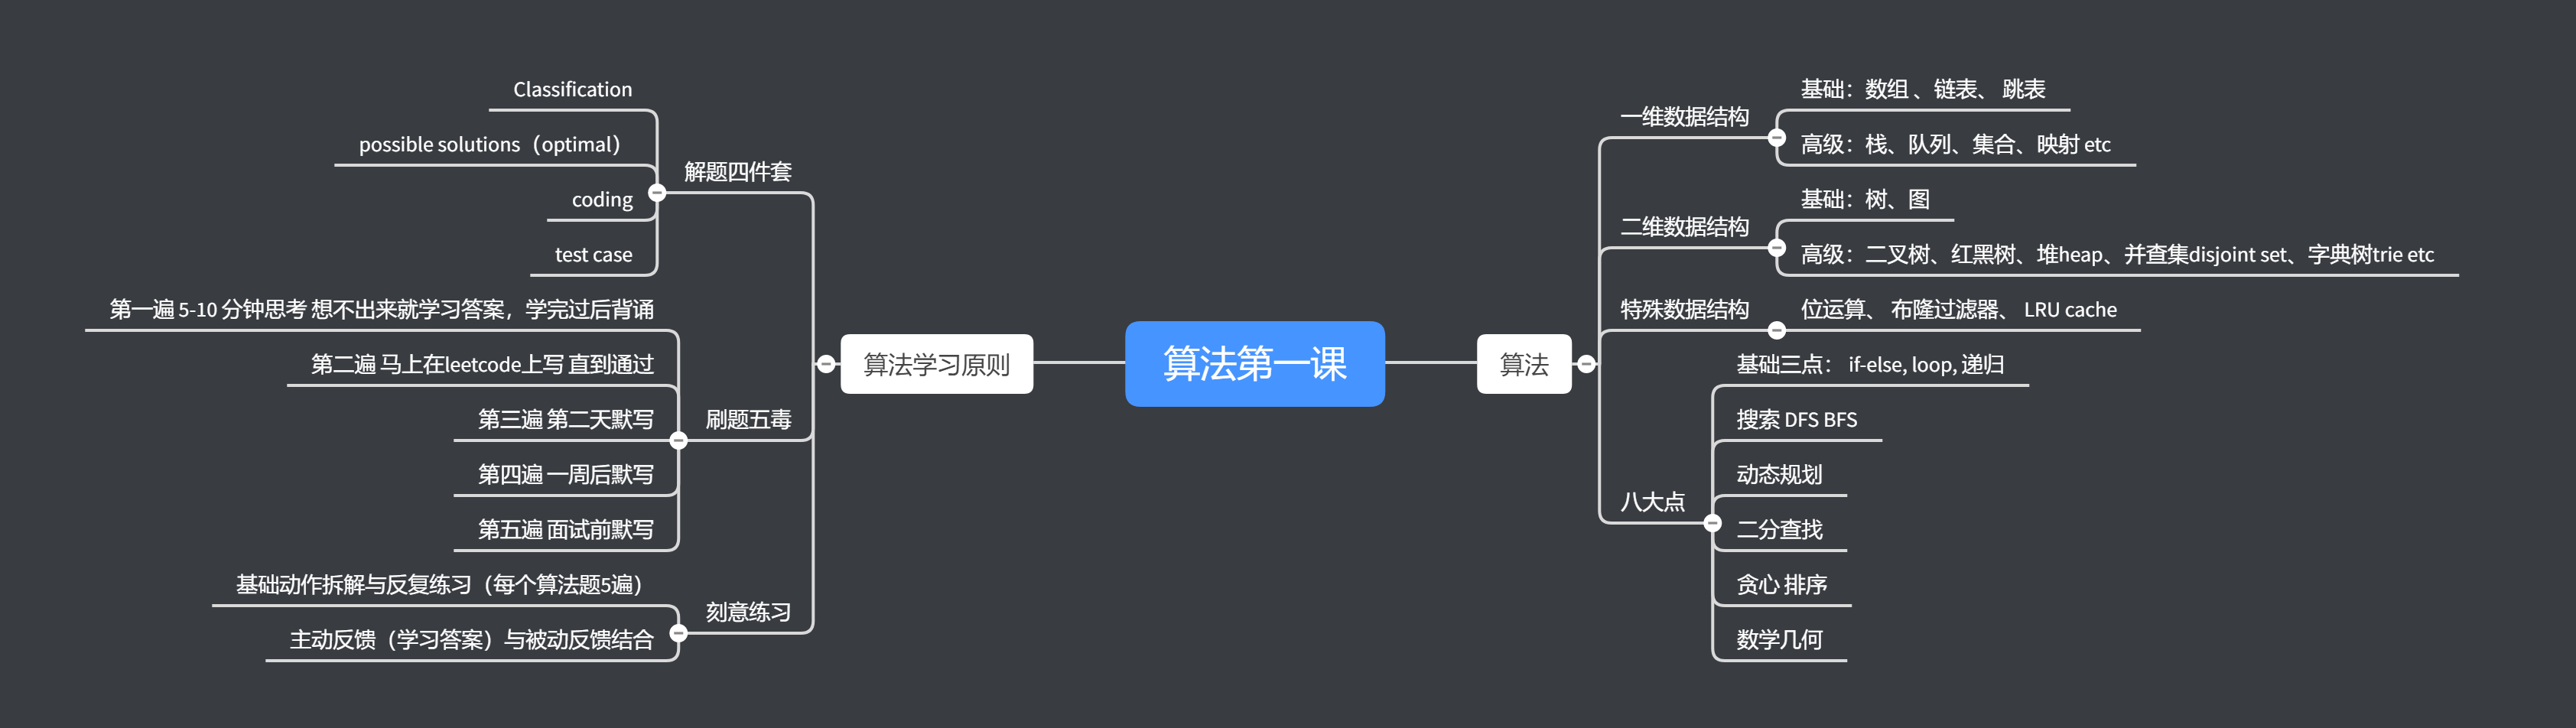 算法第一课
算法学习原则
解题四件套
Classification
possible solutions（optimal）
coding
test case
刷题五毒
第一遍 5-10 分钟思考 想不出来就学习答案，学完过后背诵
第二遍 马上在leetcode上写 直到通过
第三遍 第二天默写
第四遍 一周后默写
第五遍 面试前默写
刻意练习
基础动作拆解与反复练习（每个算法题5遍）
主动反馈（学习答案）与被动反馈结合
算法
一维数据结构
基础：数组 、链表、 跳表
高级：栈、队列、集合、映射 etc
二维数据结构
基础：树、图
高级：二叉树、红黑树、堆heap、并查集disjoint set、字典树trie etc
特殊数据结构
位运算、 布隆过滤器、 LRU cache
八大点
基础三点： if-else, loop, 递归
搜索 DFS BFS
动态规划
二分查找
贪心 排序
数学几何